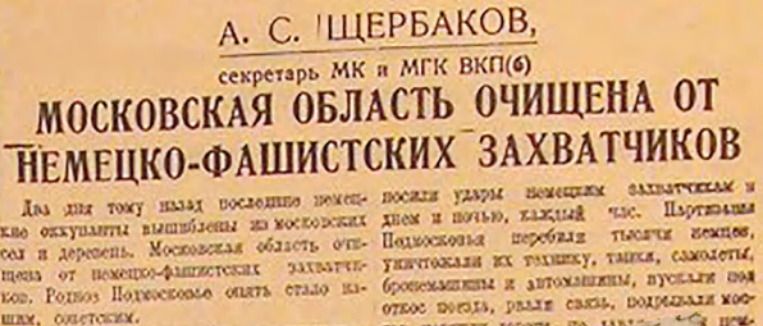 А. С. ЩЕРБАКОВ,
секретарь МК и МГК ВКП(б)
МОСКОВСКАЯ ОБЛАСТЬ ОЧИЩЕНА ОТ
НЕМЕЦКО-ФАШИСТСКИХ ЗАХВАТЧИКОВ
Два дня тому назад последние немец-
кие оккупанты вышиблены из московских
сел и деревень. Московская область очи-
щена от немецко-фашистских захватчи-
ков. Родное Подмосковье опять стало на-
шим, советским.
носили удары немецким захватчикам и
днем и ночью, каждый час. Партизаны
Подмосковья перебили тысячи немцев,
уничтожали их технику, танки, самолеты,
бронемашины и автомашины, пускали под
откос поезда, рвали связь, подрывали мос-